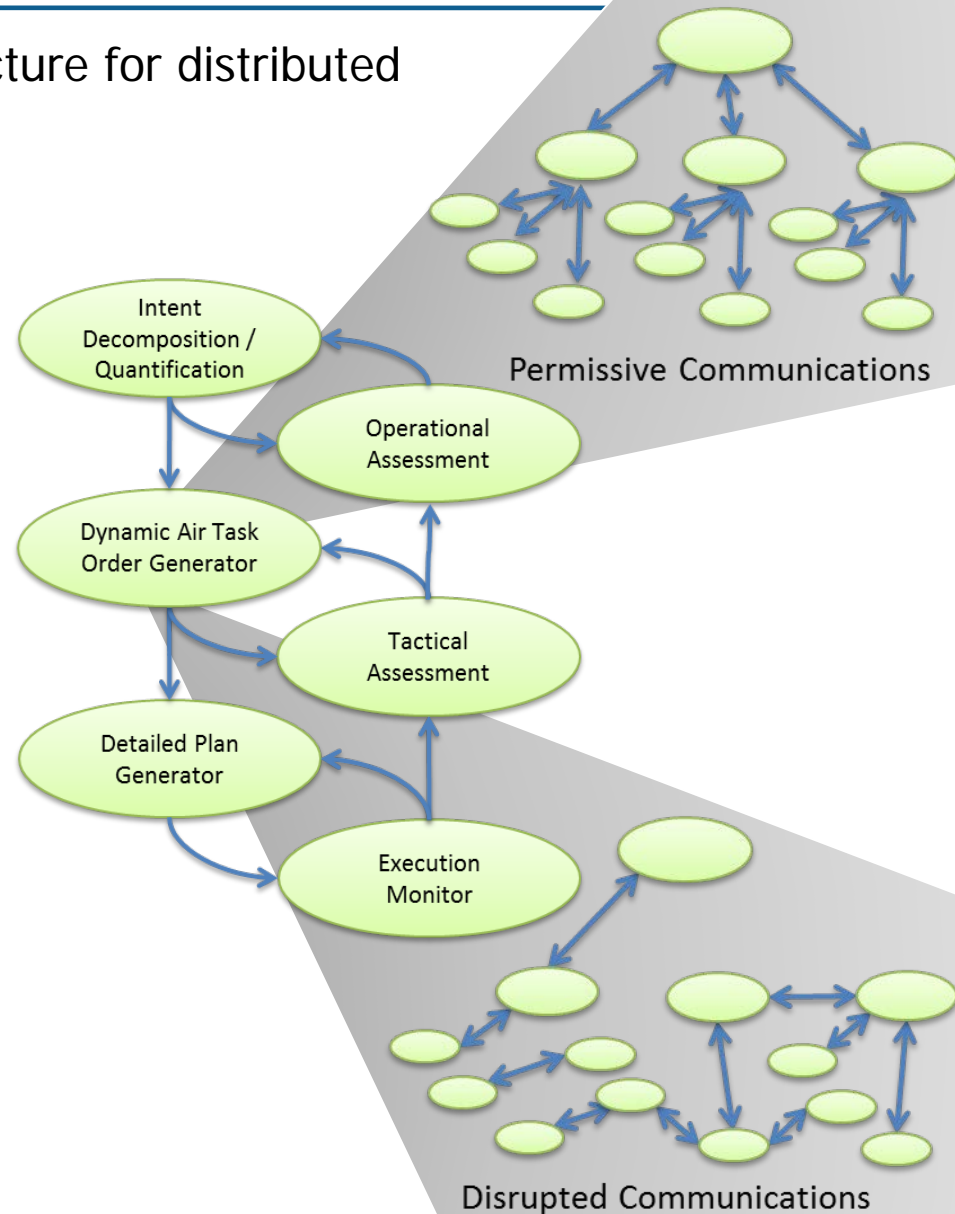 cture for distributed
Permissive Communications
Intent
Decomposition /
Quantification
Operational
Assessment
Dynamic Air Task
Order Generator
Tactical
Assessment
Detailed Plan
Generator
Execution
Monitor
Disrupted Communications